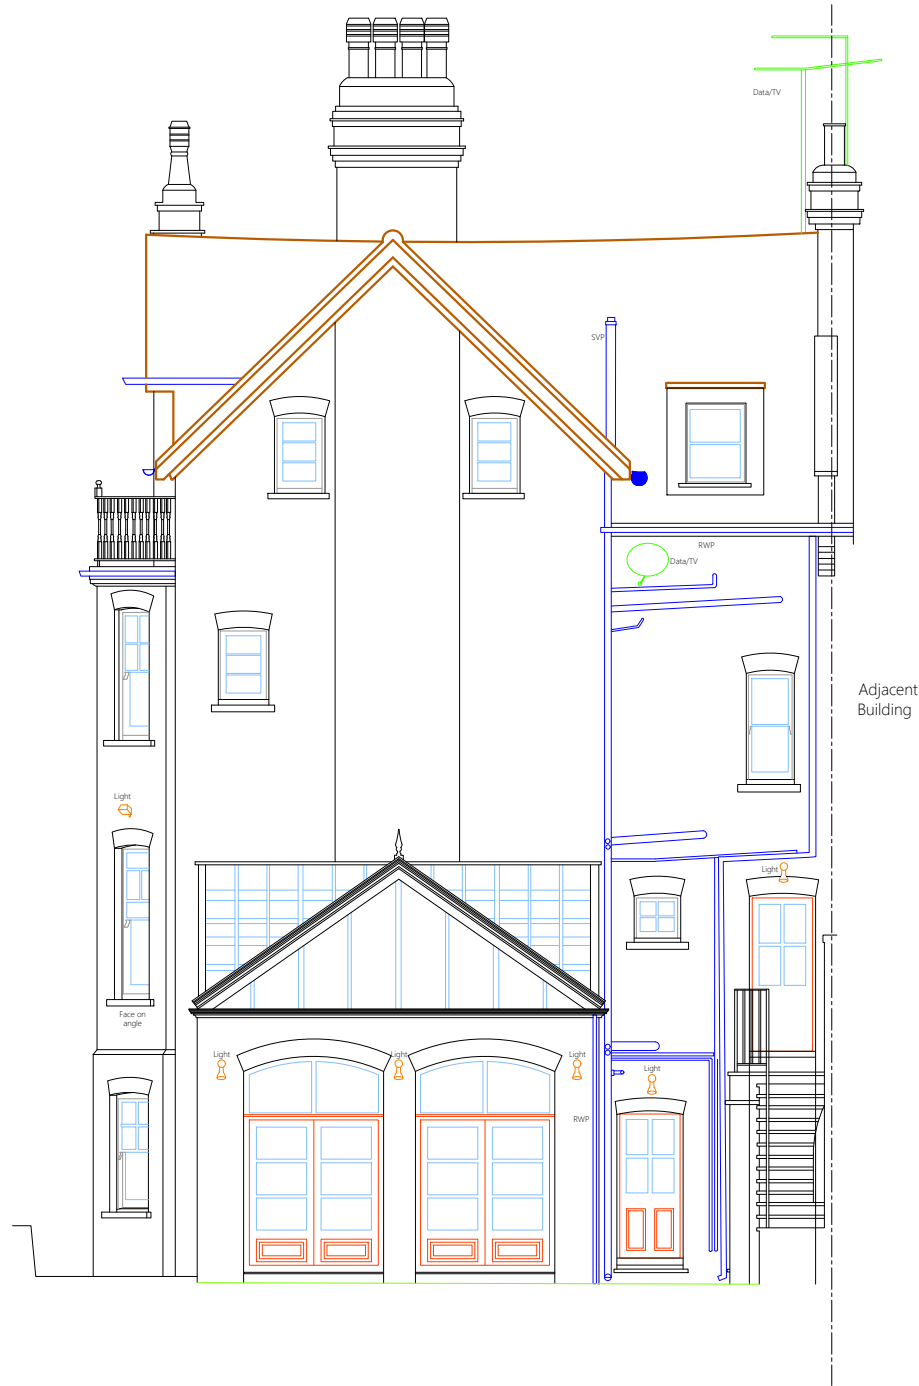 Data/TV
SVP
RWP
Data/TV
Adjacent
Building
Light
Light
Face on
angle
Light
Light
Light
Light
RWP